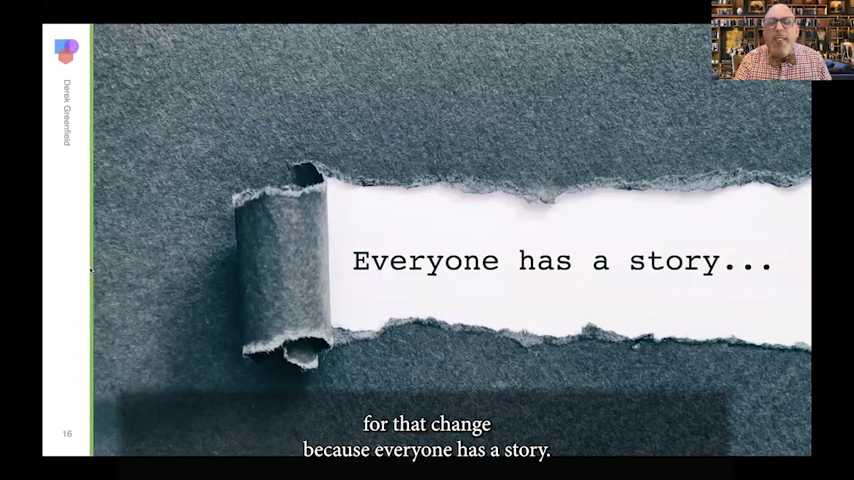 Derek Greenfield
Everyone has a story...
16
for that change
because everyone has a story.